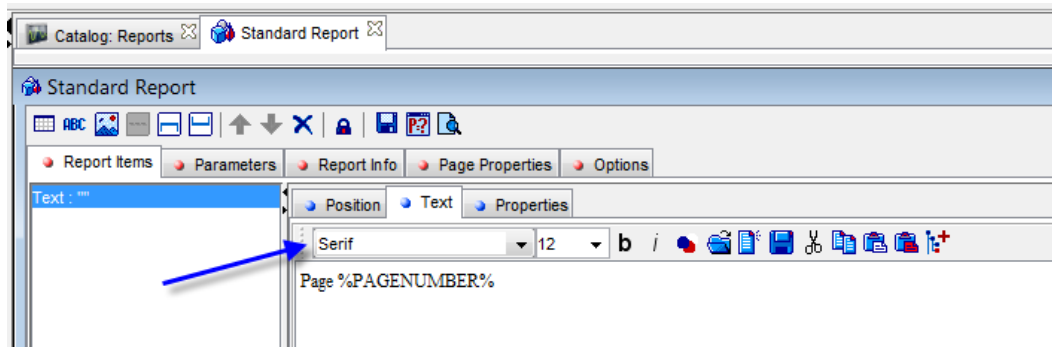 Catalog: Reports Standard Report
Standard Report
ABC P?
Report Items Parameters Report Info Page Properties Options
Text : "" Position Text Properties
Serif 12 b i
Page %PAGENUMBER%